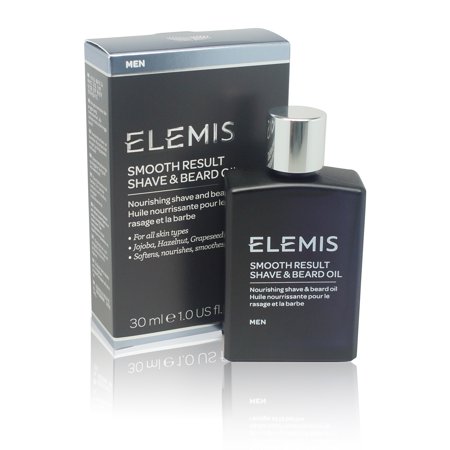 MEN
ELEMIS
SMOOTH RESULT
SHAVE & BEARD OIL
Nourishing shave and
Huile nourrissante pour le
rasage et la barbe
• For all skin types
• Jojoba, Hazelnut, Grapeseed
• Softens, nourishes,
30 ml e 1.0 US fl.
ELEMIS
SMOOTH RESULT
SHAVE & BEARD OIL
Nourishing shave & beard oil
Huile nourrissante pour le
rasage et la barbe
MEN